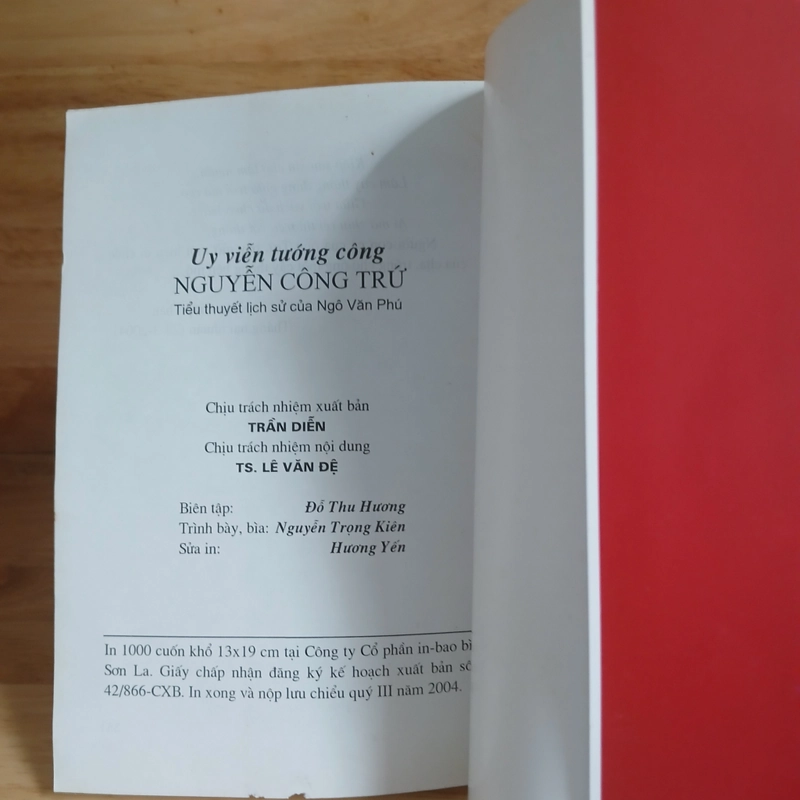 Uy viễn tướng công
NGUYỄN CÔNG TRỨ
Tiểu thuyết lịch sử của Ngô Văn Phú
Chịu trách nhiệm xuất bản
TRẦN DIỄN
Chịu trách nhiệm nội dung
TS. LÊ VĂN ĐỆ
Biên tập: Đỗ Thu Hương
Trình bày, bìa: Nguyễn Trọng Kiên
Sửa in: Hương Yến
In 1000 cuốn khổ 13x19 cm tại Công ty Cổ phần in-bao bì
Sơn La. Giấy chấp nhận đăng ký kế hoạch xuất bản số
42/866-CXB. In xong và nộp lưu chiểu quý III năm 2004.